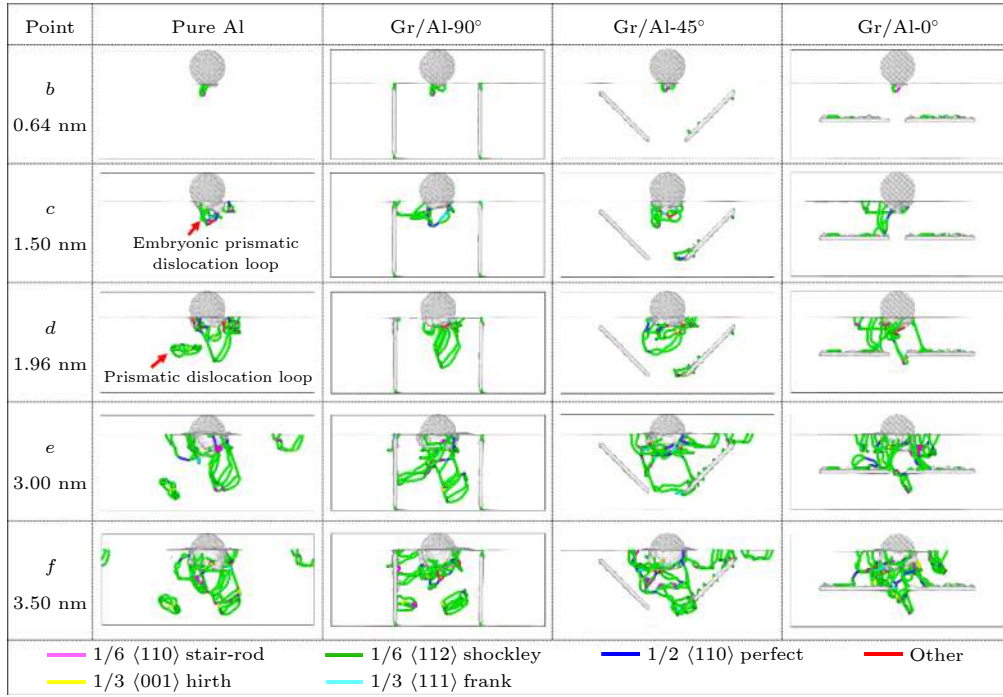 Point Pure Al Gr/Al-90° Gr/Al-45° Gr/Al-0°
b
0.64 nm
c
1.50 nm
Embryonic prismatic
dislocation loop
d
1.96 nm
Prismatic dislocation loop
e
3.00 nm
f
3.50 nm
1/6 ⟨110⟩ stair-rod 1/6 ⟨112⟩ shockley 1/2 ⟨110⟩ perfect Other
1/3 ⟨001⟩ hirth 1/3 ⟨111⟩ frank